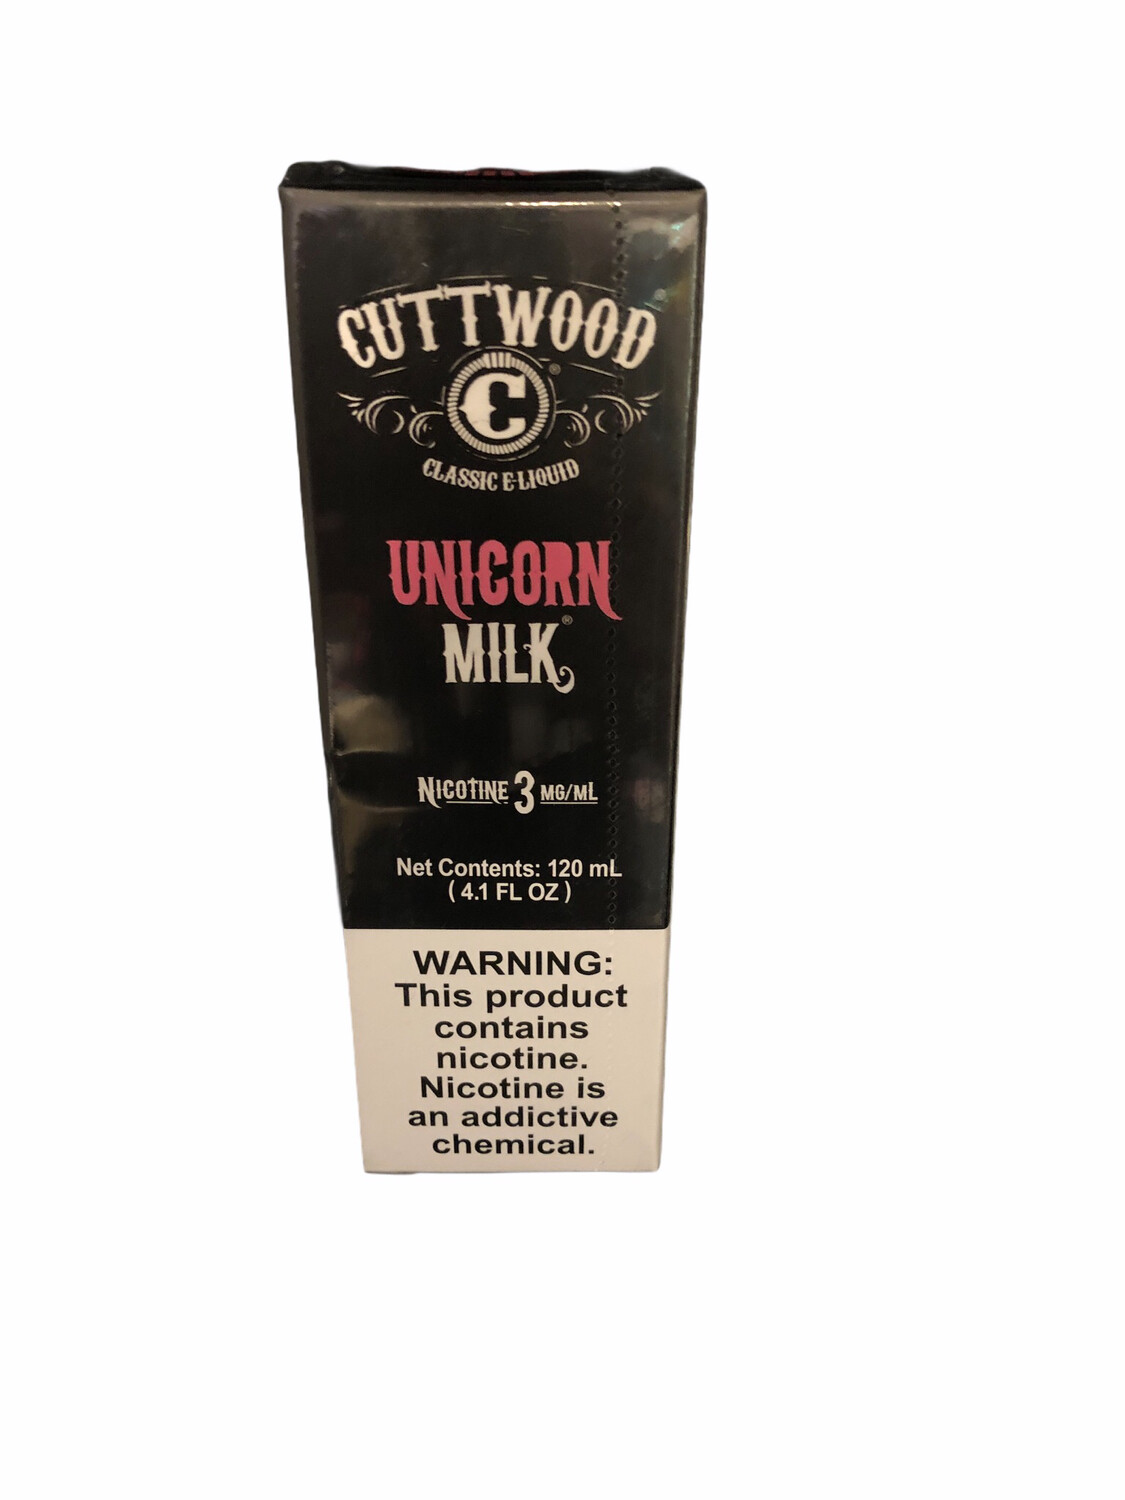 CUTTWOOD®
C®
CLASSIC E-LIQUID
UNICORN
MILK®
NICOTINE 3 MG/ML
Net Contents: 120 mL
( 4.1 FL OZ )
WARNING:
This product
contains
nicotine.
Nicotine is
an addictive
chemical.